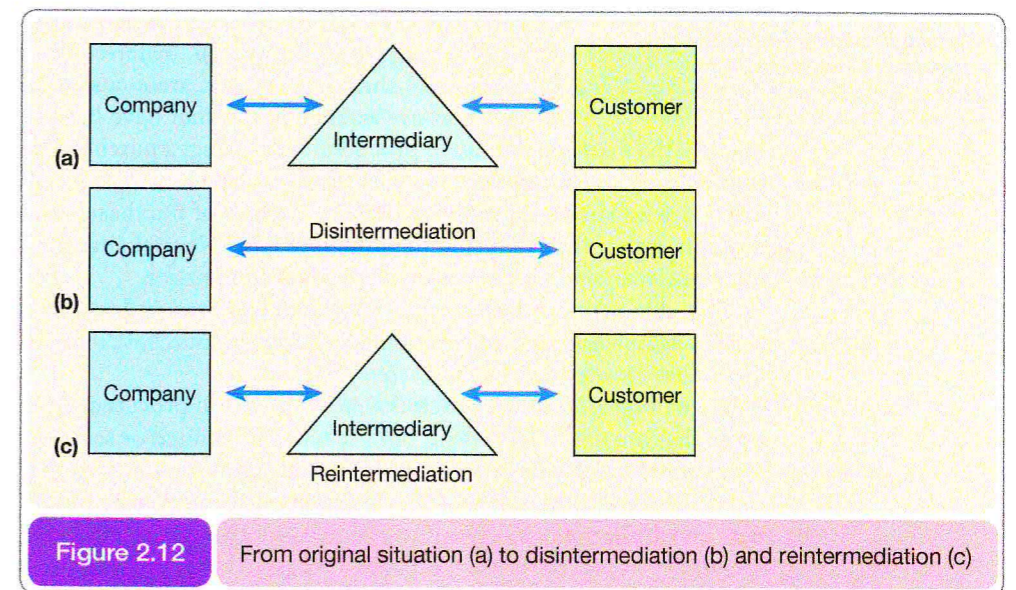 Company
Intermediary
Customer
(a)
Company
Disintermediation
Customer
(b)
Company
Intermediary
Customer
(c)
Reintermediation
Figure 2.12
From original situation (a) to disintermediation (b) and reintermediation (c)